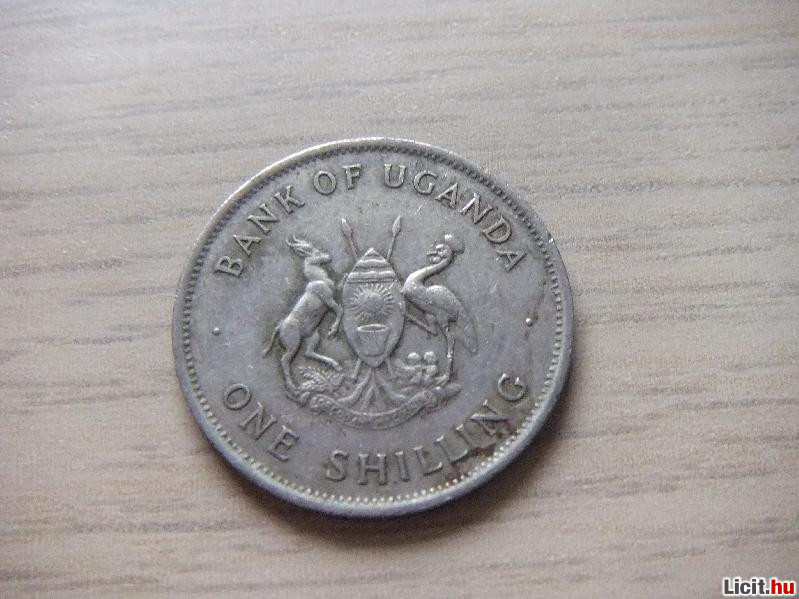 BANK OF UGANDA
ONE SHILLING
Licit.hu